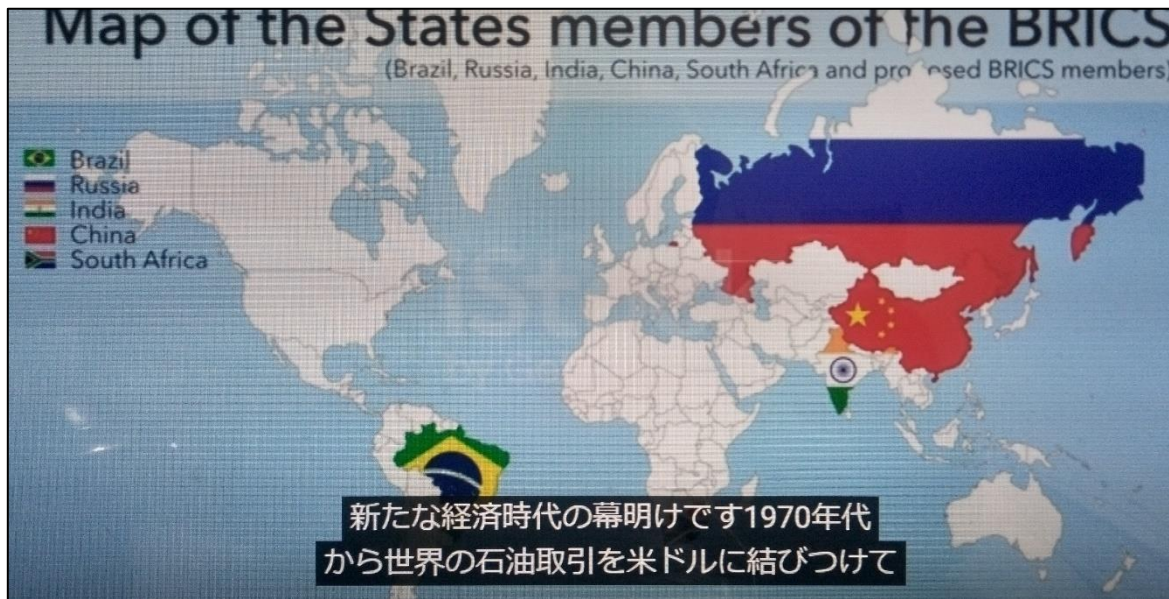 Map of the States members of the BRICS
(Brazil, Russia, India, China, South Africa and proposed BRICS members)
Brazil
Russia
India
China
South Africa
新たな経済時代の幕明けです1970年代
から世界の石油取引を米ドルに結びつけて